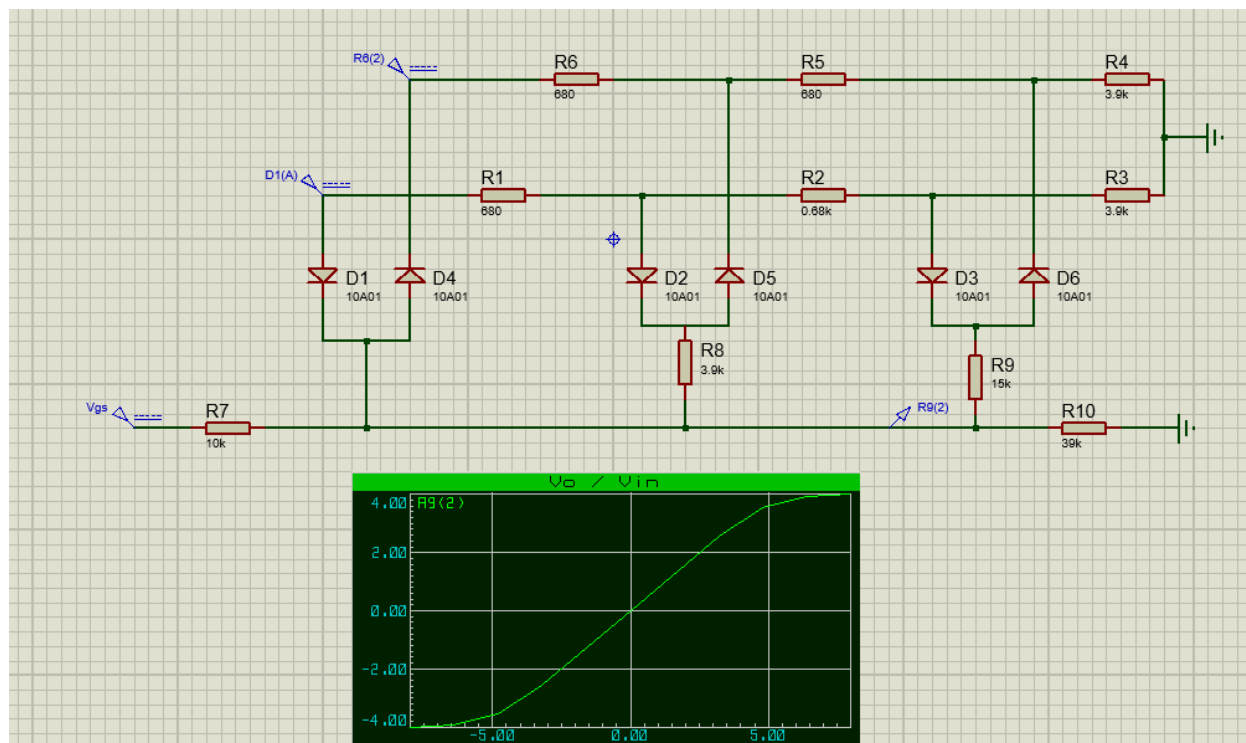 R6(2)
R6
680
R5
680
R4
3.9k
D1(A)
R1
680
R2
0.68k
R3
3.9k
D1
10A01
D4
10A01
D2
10A01
D5
10A01
D3
10A01
D6
10A01
R8
3.9k
R9
15k
Vgs
R7
10k
R9(2)
R10
39k
Vo / Vin
R9(2)
4.00
2.00
0.00
-2.00
-4.00
-5.00
0.00
5.00